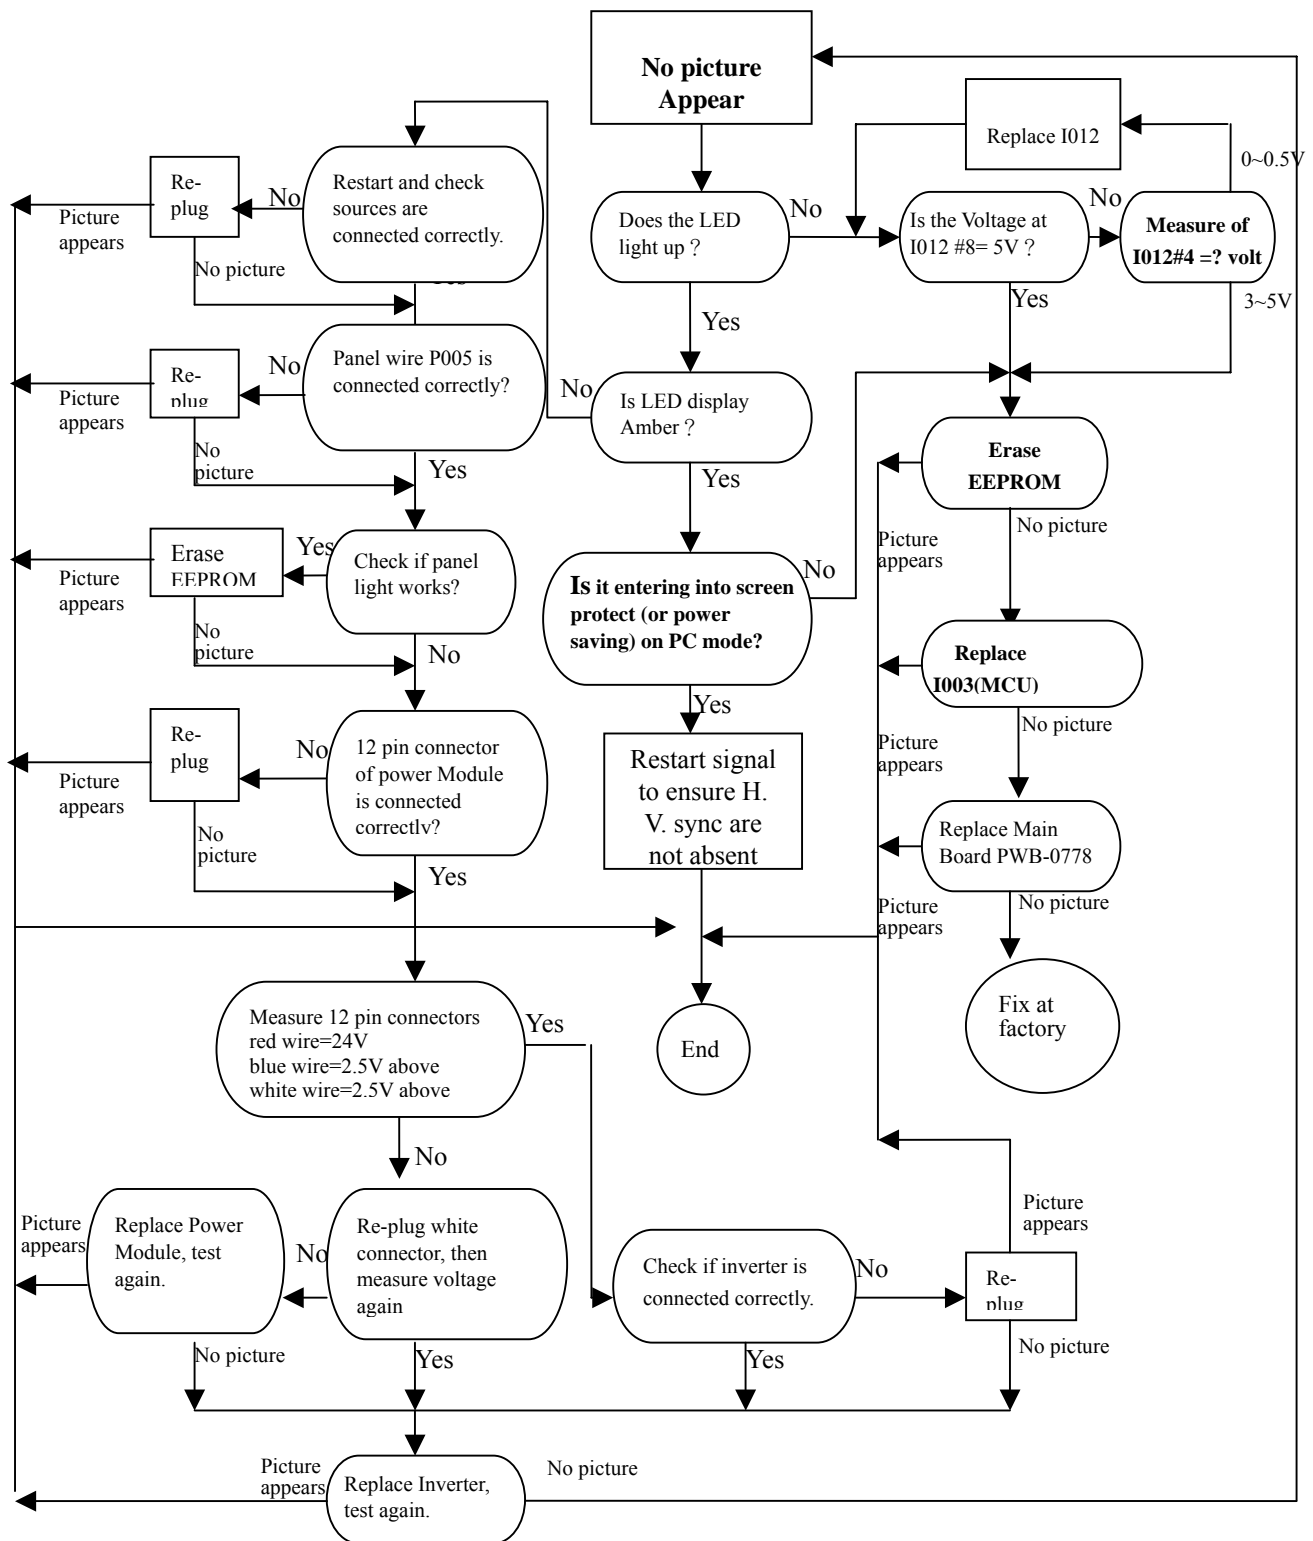 No picture
Appear
Replace I012
0~0.5V
Re-
plug
No
Restart and check
sources are
connected correctly.
Does the LED
light up ?
No
Is the Voltage at
I012 #8= 5V ?
No
Measure of
I012#4 =? volt
Picture
appears
No picture
Yes
Yes
3~5V
Yes
Panel wire P005 is
connected correctly?
No
Re-
plug
Picture
appears
No
Is LED display
Amber ?
No
picture
Yes
Yes
Erase
EEPROM
No picture
Picture
appears
Erase
EEPROM
Yes
Check if panel
light works?
Picture
appears
Is it entering into screen
protect (or power
saving) on PC mode?
No
No
picture
No
Replace
I003(MCU)
Yes
No picture
Picture
appears
Re-
plug
No
12 pin connector
of power Module
is connected
correctly?
Picture
appears
Restart signal
to ensure H.
V. sync are
not absent
No
picture
Yes
Replace Main
Board PWB-0778
No picture
Picture
appears
Measure 12 pin connectors
red wire=24V
blue wire=2.5V above
white wire=2.5V above
Yes
End
Fix at
factory
No
Picture
appears
Replace Power
Module, test
again.
No
Re-plug white
connector, then
measure voltage
again
Check if inverter is
connected correctly.
No
Re-
plug
Picture
appears
No picture
Yes
Yes
No picture
Picture
appears
Replace Inverter,
test again.
No picture